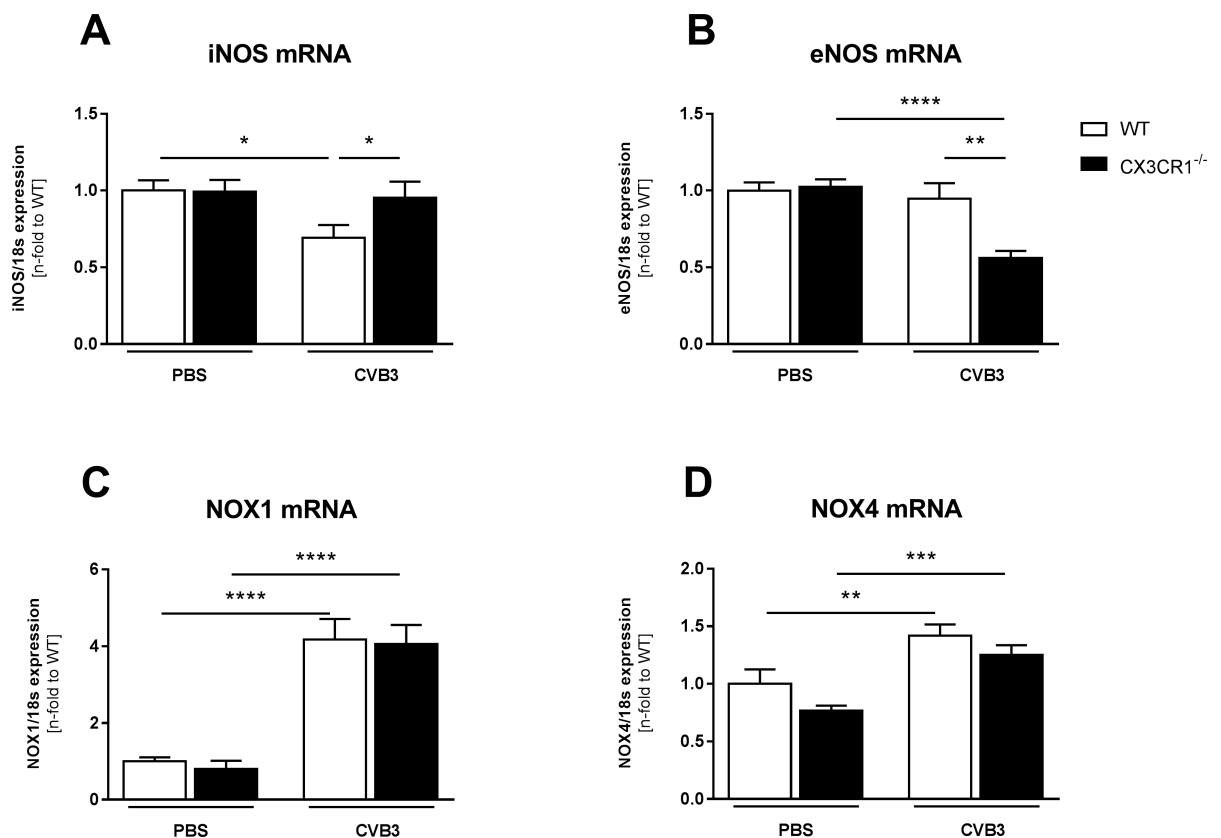 A
iNOS mRNA
iNOS/18s expression
[n-fold to WT]
1.5
1.0
0.5
0.0
*
*
PBS
CVB3
B
eNOS mRNA
eNOS/18s expression
[n-fold to WT]
1.5
1.0
0.5
0.0
****
**
PBS
CVB3
WT
CX3CR1-/-
C
NOX1 mRNA
NOX1/18s expression
[n-fold to WT]
6
4
2
0
****
****
PBS
CVB3
D
NOX4 mRNA
NOX4/18s expression
[n-fold to WT]
2.0
1.5
1.0
0.5
0.0
***
**
PBS
CVB3